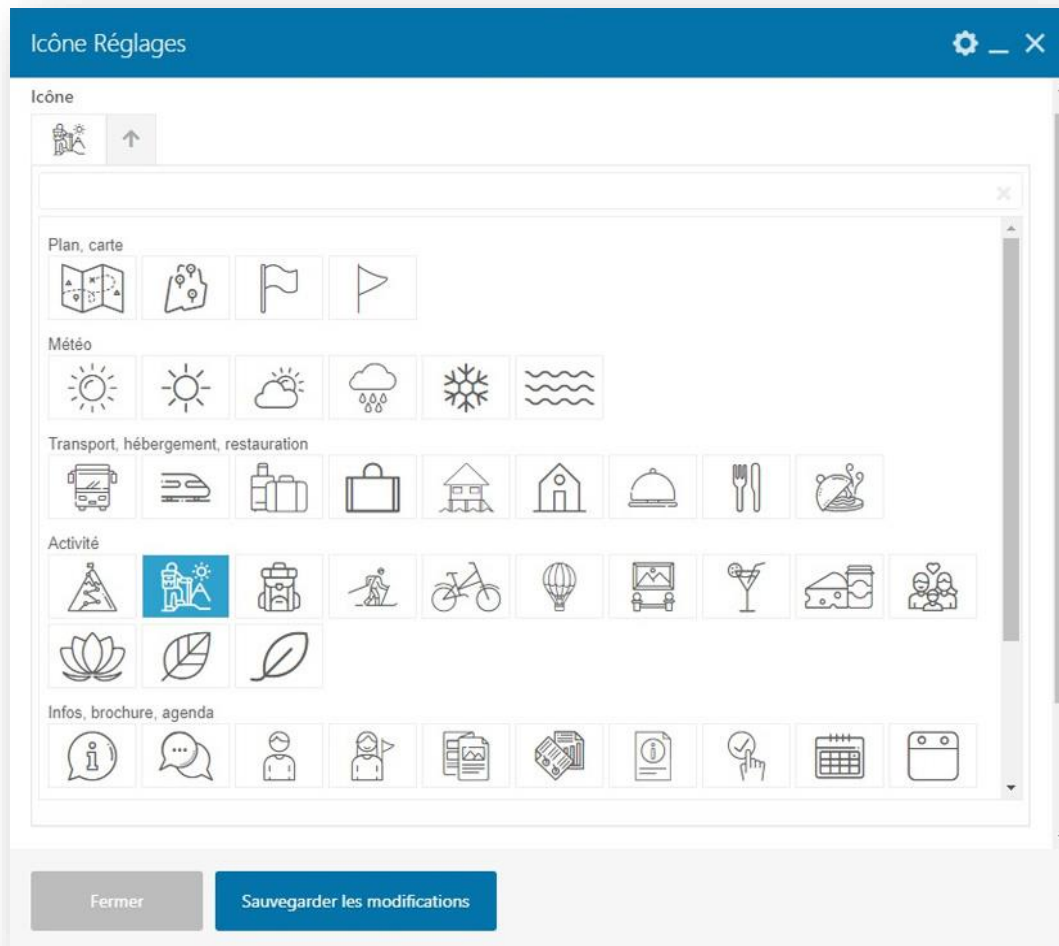 Icône Réglages
Icône
Plan, carte
Météo
Transport, hébergement, restauration
Activité
Infos, brochure, agenda
Fermer
Sauvegarder les modifications